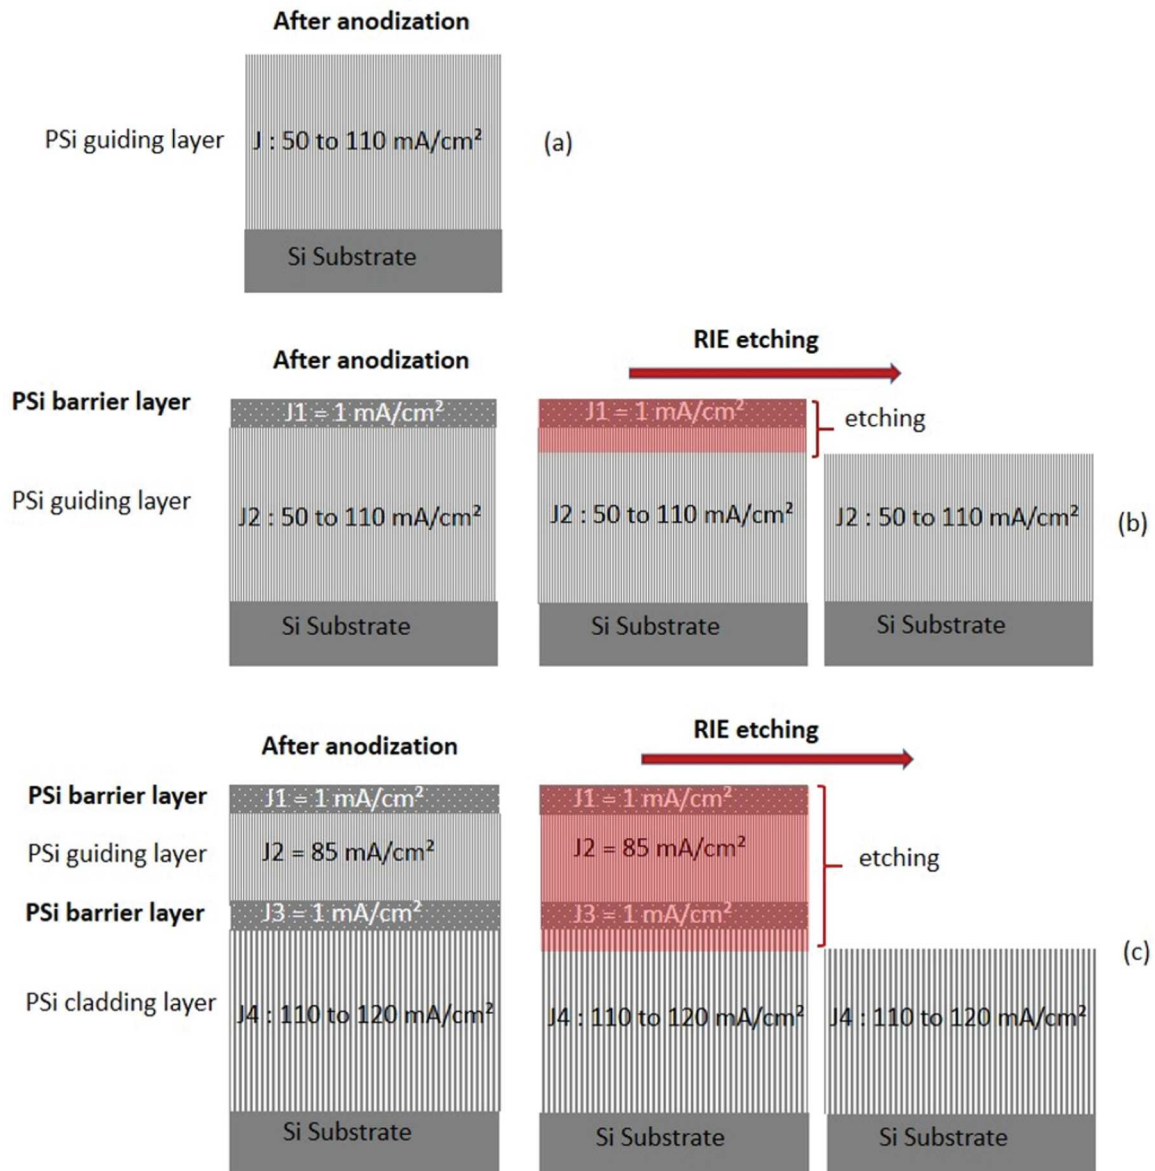 After anodization
PSi guiding layer
J : 50 to 110 mA/cm²
(a)
Si Substrate
RIE etching
After anodization
PSi barrier layer
J1 = 1 mA/cm²
J1 = 1 mA/cm²
etching
PSi guiding layer
J2 : 50 to 110 mA/cm²
J2 : 50 to 110 mA/cm²
J2 : 50 to 110 mA/cm²
(b)
Si Substrate
Si Substrate
Si Substrate
RIE etching
After anodization
PSi barrier layer
J1 = 1 mA/cm²
J1 = 1 mA/cm²
PSi guiding layer
J2 = 85 mA/cm²
J2 = 85 mA/cm²
etching
PSi barrier layer
J3 = 1 mA/cm²
J3 = 1 mA/cm²
(c)
PSi cladding layer
J4 : 110 to 120 mA/cm²
J4 : 110 to 120 mA/cm²
J4 : 110 to 120 mA/cm²
Si Substrate
Si Substrate
Si Substrate